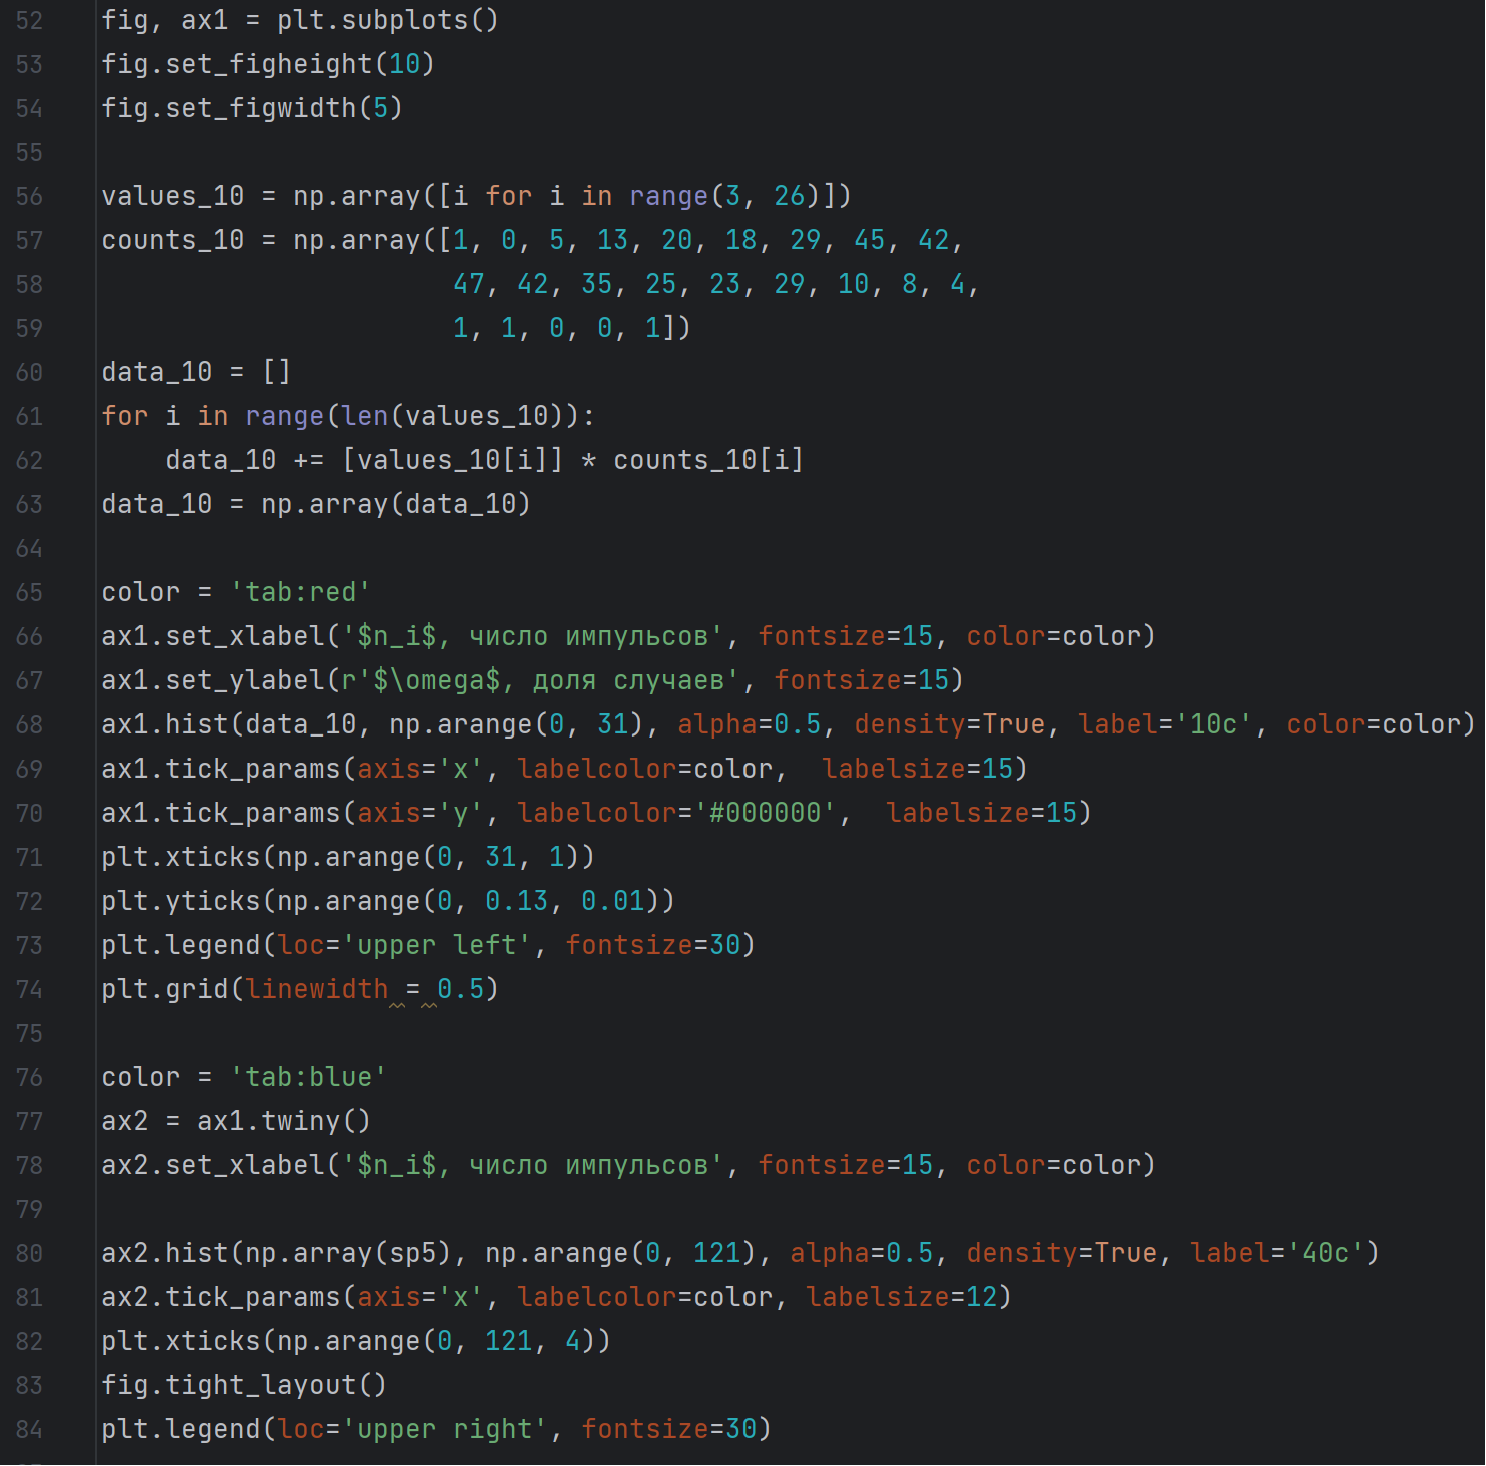 52 fig, ax1 = plt.subplots()
53 fig.set_figheight(10)
54 fig.set_figwidth(5)
55
56 values_10 = np.array([i for i in range(3, 26)])
57 counts_10 = np.array([1, 0, 5, 13, 20, 18, 29, 45, 42,
58                       47, 42, 35, 25, 23, 29, 10, 8, 4,
59                       1, 1, 0, 0, 1])
60 data_10 = []
61 for i in range(len(values_10)):
62     data_10 += [values_10[i]] * counts_10[i]
63 data_10 = np.array(data_10)
64
65 color = 'tab:red'
66 ax1.set_xlabel('$n_i$, число импульсов', fontsize=15, color=color)
67 ax1.set_ylabel(r'$\omega$, доля случаев', fontsize=15)
68 ax1.hist(data_10, np.arange(0, 31), alpha=0.5, density=True, label='10с', color=color)
69 ax1.tick_params(axis='x', labelcolor=color,  labelsize=15)
70 ax1.tick_params(axis='y', labelcolor='#000000',  labelsize=15)
71 plt.xticks(np.arange(0, 31, 1))
72 plt.yticks(np.arange(0, 0.13, 0.01))
73 plt.legend(loc='upper left', fontsize=30)
74 plt.grid(linewidth = 0.5)
75
76 color = 'tab:blue'
77 ax2 = ax1.twiny()
78 ax2.set_xlabel('$n_i$, число импульсов', fontsize=15, color=color)
79
80 ax2.hist(np.array(sp5), np.arange(0, 121), alpha=0.5, density=True, label='40с')
81 ax2.tick_params(axis='x', labelcolor=color, labelsize=12)
82 plt.xticks(np.arange(0, 121, 4))
83 fig.tight_layout()
84 plt.legend(loc='upper right', fontsize=30)